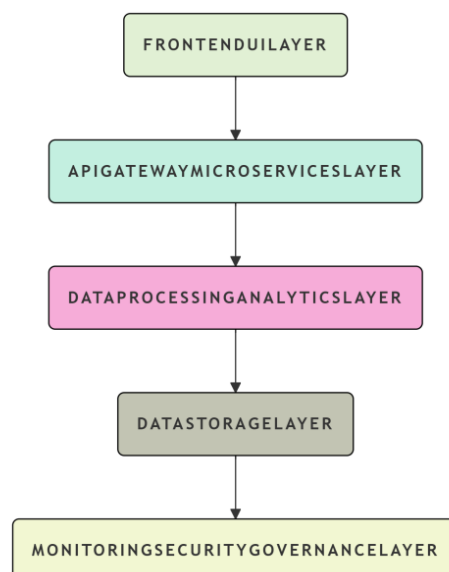 FRONTENDUILAYER
APIGATEWAYMICROSERVICESLAYER
DATAPROCESSINGANALYTICSLAYER
DATASTORAGELAYER
MONITORINGSECURITYGOVERNANCELAYER